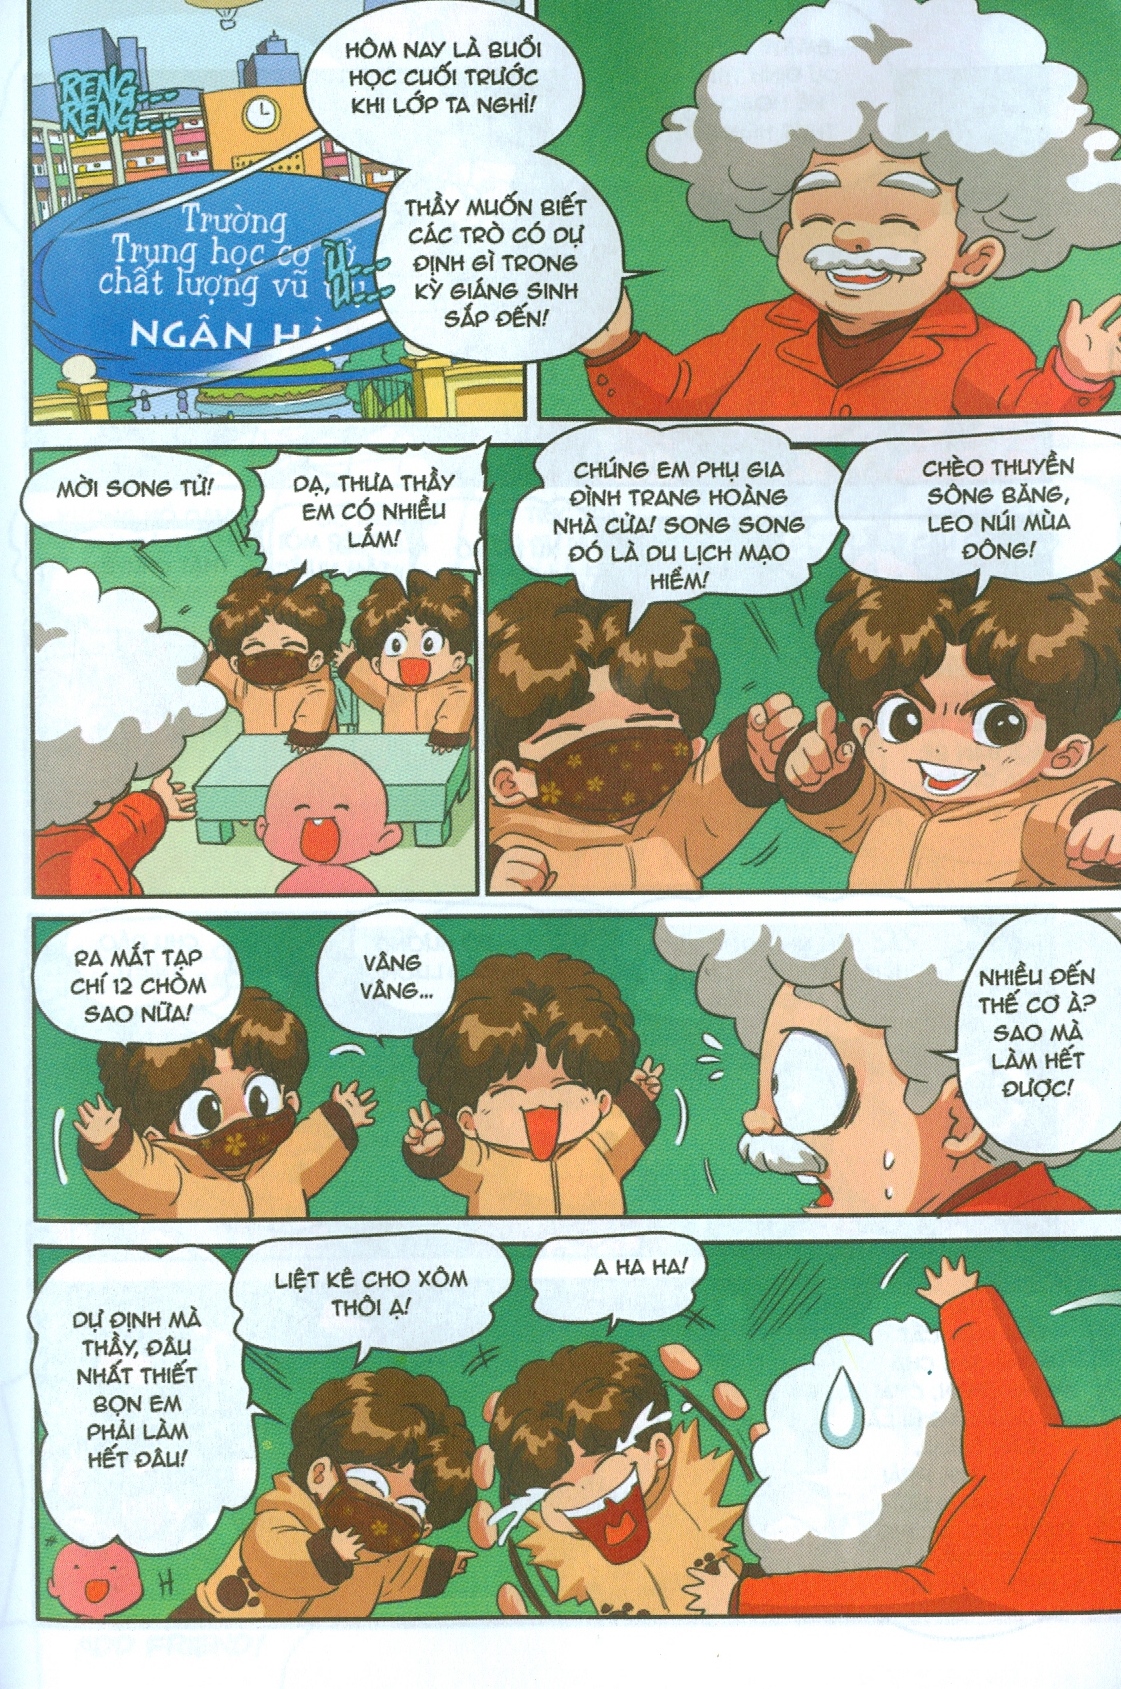 RENG
RENG---
Trường
Trung học cơ
chất lượng vũ
NGÂN HÀ
HÔM NAY LÀ BUỔI
HỌC CUỐI TRƯỚC
KHI LỚP TA NGHỈ!
THẦY MUỐN BIẾT
CÁC TRÒ CÓ DỰ
ĐỊNH GÌ TRONG
KỲ GIÁNG SINH
SẮP ĐẾN!
MỜI SONG TỬ!
DẠ, THƯA THẦY
EM CÓ NHIỀU
LẮM!
CHÚNG EM PHỤ GIA
ĐÌNH TRANG HOÀNG
NHÀ CỬA! SONG SONG
ĐÓ LÀ DU LỊCH MẠO
HIỂM!
CHÈO THUYỀN
SÔNG BĂNG,
LEO NÚI MÙA
ĐÔNG!
RA MẮT TẠP
CHÍ 12 CHÒM
SAO NỮA!
VÂNG
VÂNG...
NHIỀU ĐẾN
THẾ CƠ À?
SAO MÀ
LÀM HẾT
ĐƯỢC!
DỰ ĐỊNH MÀ
THẦY, ĐÂU
NHẤT THIẾT
BỌN EM
PHẢI LÀM
HẾT ĐÂU!
LIỆT KÊ CHO XÔM
THÔI Ạ!
A HA HA!